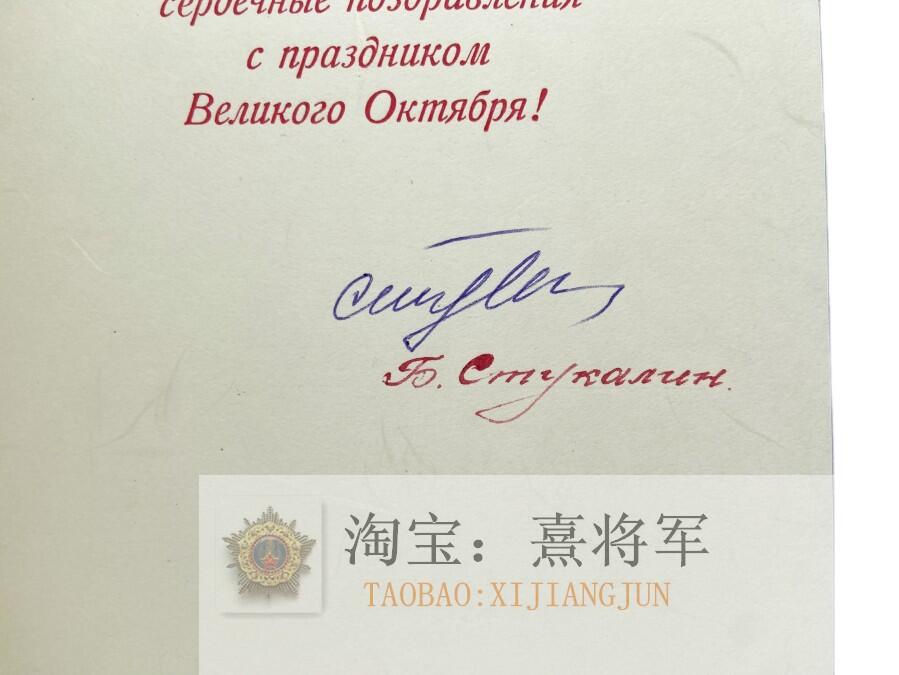 сердечные поздравления
с праздником
Великого Октября!
Б. Стукалин.
淘宝：熹将军
TAOBAO:XIJIANGJUN